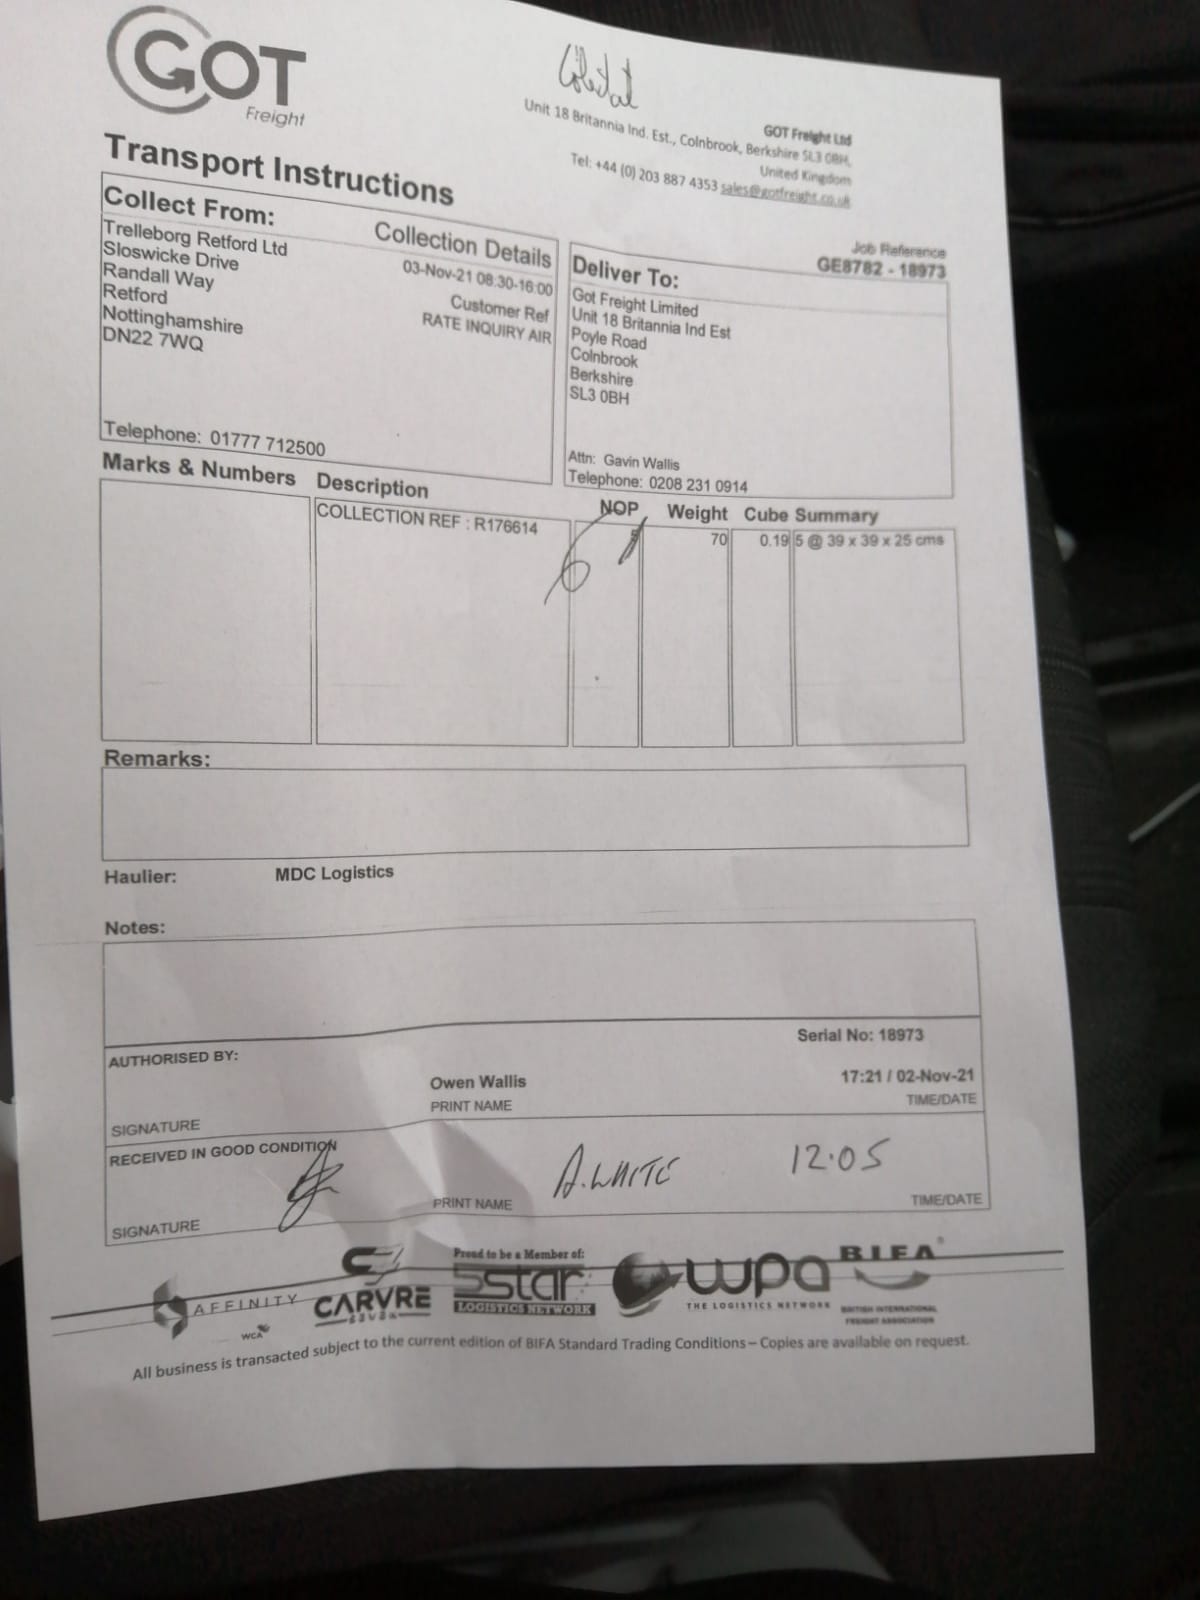 GOT
Freight
GOT Freight Ltd
Unit 18 Britannia Ind. Est., Colnbrook, Berkshire SL3 0BH,
United Kingdom
Tel: +44 (0) 203 887 4353 sales@gotfreight.co.uk
Transport Instructions
Job Reference
GE8782 - 18973
Collect From:
Collection Details
Trelleborg Retford Ltd
Sloswicke Drive
Randall Way
Retford
Nottinghamshire
DN22 7WQ
03-Nov-21 08:30-16:00
Customer Ref
RATE INQUIRY AIR
Telephone: 01777 712500
Deliver To:
Got Freight Limited
Unit 18 Britannia Ind Est
Poyle Road
Colnbrook
Berkshire
SL3 0BH
Attn: Gavin Wallis
Telephone: 0208 231 0914
Marks & Numbers Description NOP Weight Cube Summary
COLLECTION REF : R176614 6 70 0.19 5 @ 39 x 39 x 25 cms
Remarks:
Haulier: MDC Logistics
Notes:
Serial No: 18973
AUTHORISED BY:
Owen Wallis 17:21 / 02-Nov-21
SIGNATURE PRINT NAME TIME/DATE
RECEIVED IN GOOD CONDITION
A.WHITE 12.05
SIGNATURE PRINT NAME TIME/DATE
AFFINITY
WCA
CARVRE
SEVEN
Proud to be a Member of:
5star
LOGISTICS NETWORK
wpa
THE LOGISTICS NETWORK
BIFA
BRITISH INTERNATIONAL
FREIGHT ASSOCIATION
All business is transacted subject to the current edition of BIFA Standard Trading Conditions – Copies are available on request.